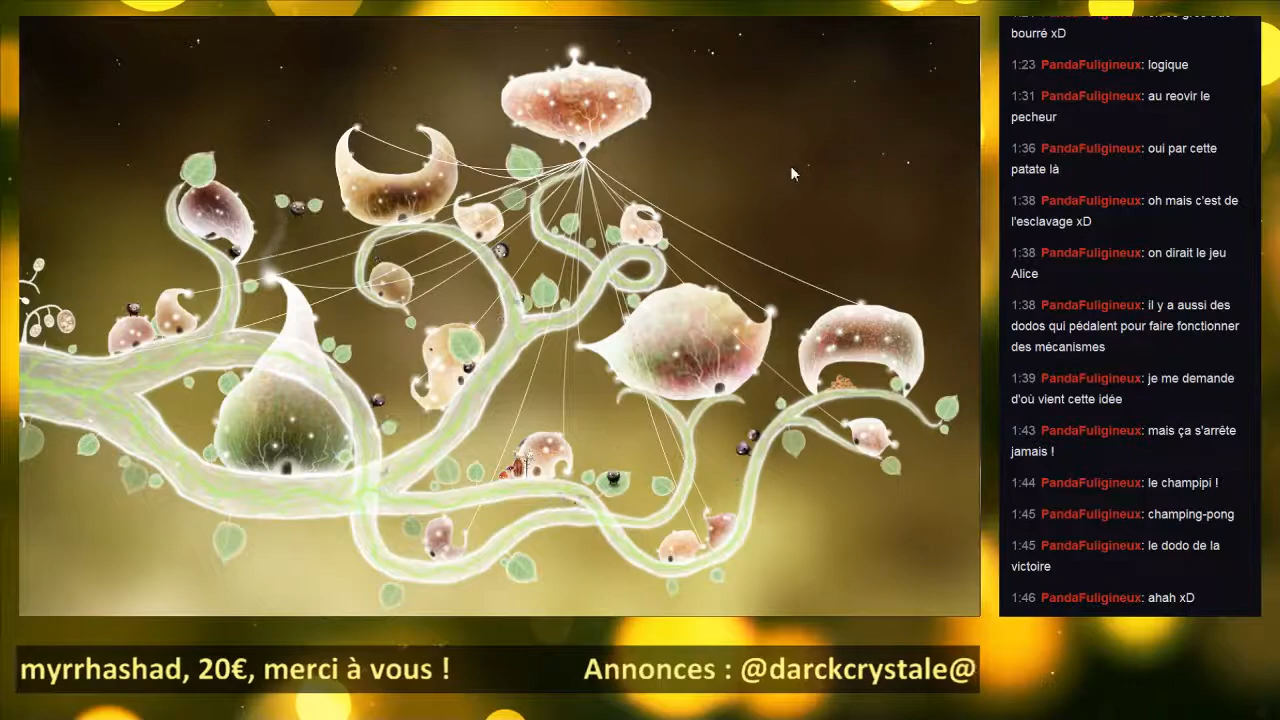 bourré xD
1:23 PandaFuligineux: logique
1:31 PandaFuligineux: au reovir le
pecheur
1:36 PandaFuligineux: oui par cette
patate là
1:38 PandaFuligineux: oh mais c'est de
l'esclavage xD
1:38 PandaFuligineux: on dirait le jeu
Alice
1:38 PandaFuligineux: il y a aussi des
dodos qui pédalent pour faire fonctionner
des mécanismes
1:39 PandaFuligineux: je me demande
d'où vient cette idée
1:43 PandaFuligineux: mais ça s'arrête
jamais !
1:44 PandaFuligineux: le champipi !
1:45 PandaFuligineux: champing-pong
1:45 PandaFuligineux: le dodo de la
victoire
1:46 PandaFuligineux: ahah xD
myrrhashad, 20€, merci à vous !
Annonces : @darckcrystale@